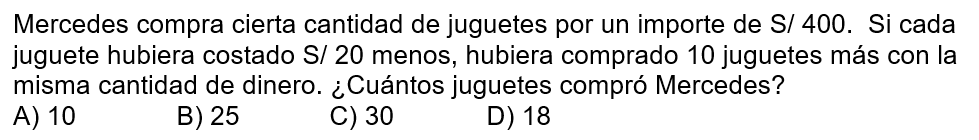 Mercedes compra cierta cantidad de juguetes por un importe de S/ 400. Si cada
juguete hubiera costado S/ 20 menos, hubiera comprado 10 juguetes más con la
misma cantidad de dinero. ¿Cuántos juguetes compró Mercedes?
A) 10 B) 25 C) 30 D) 18